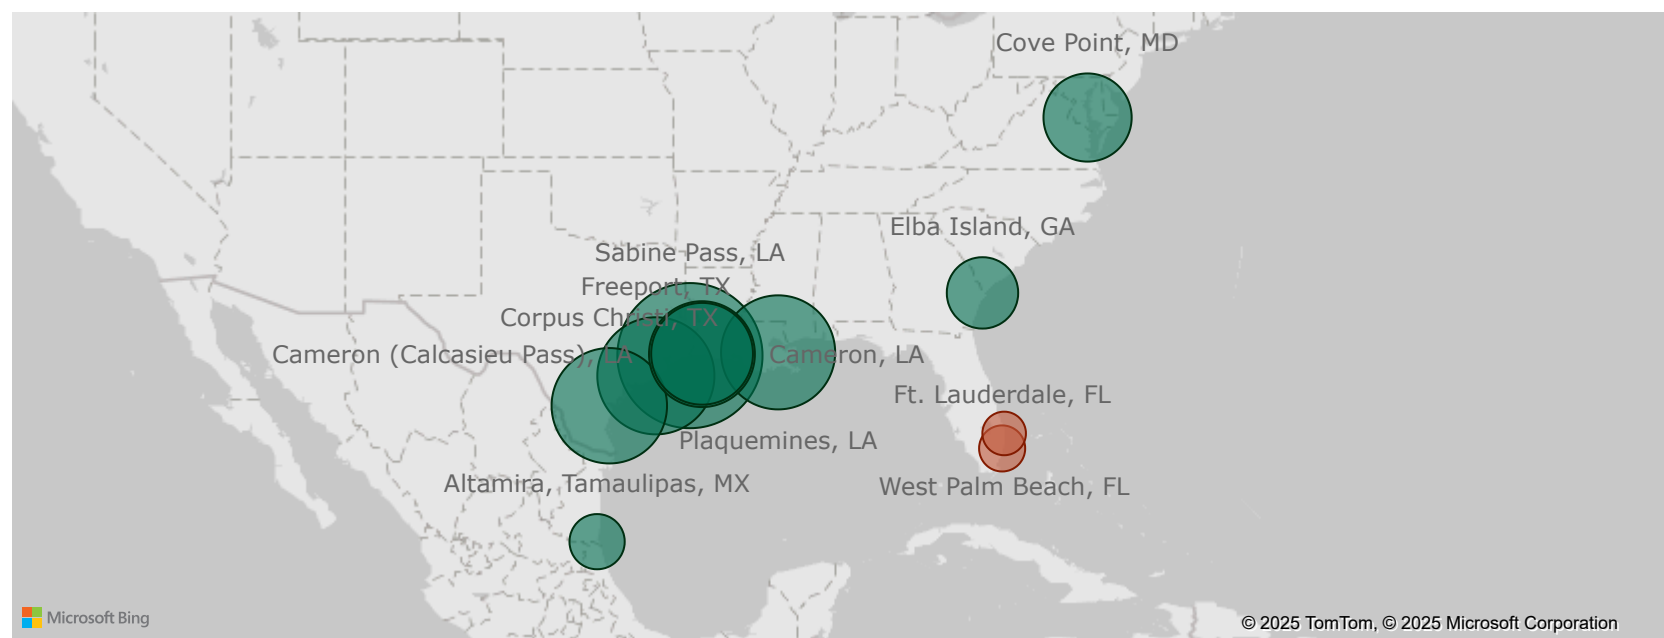 Cove Point, MD
Elba Island, GA
Sabine Pass, LA
Freeport, TX
Corpus Christi, TX
Cameron (Calcasieu Pass), LA
Cameron, LA
Ft. Lauderdale, FL
Plaquemines, LA
Altamira, Tamaulipas, MX
West Palm Beach, FL
Microsoft Bing
© 2025 TomTom, © 2025 Microsoft Corporation